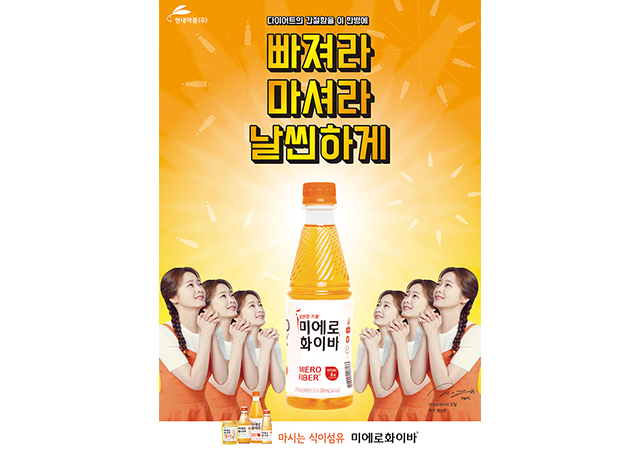 현대약품(주)
다이어트의 간절함을 이 한병에
빠져라
마셔라
날씬하게
미에로
화이바
MIERO
FIBER
마시는 식이섬유 미에로화이바